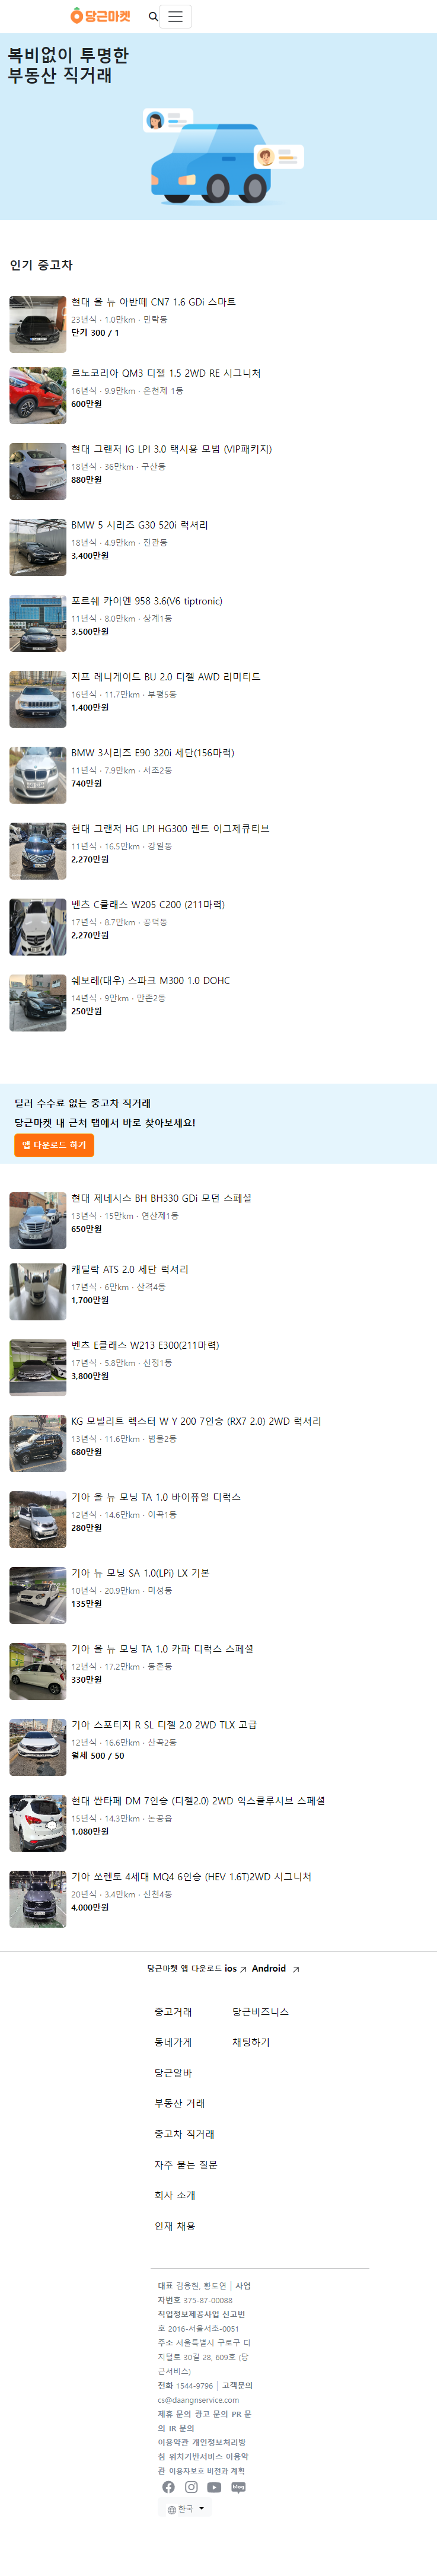 당근마켓
복비없이 투명한
부동산 직거래
인기 중고차
현대 올 뉴 아반떼 CN7 1.6 GDi 스마트
23년식 · 1.0만km · 민락동
단기 300 / 1
르노코리아 QM3 디젤 1.5 2WD RE 시그니처
16년식 · 9.9만km · 온천제 1동
600만원
현대 그랜저 IG LPI 3.0 택시용 모범 (VIP패키지)
18년식 · 36만km · 구산동
880만원
BMW 5 시리즈 G30 520i 럭셔리
18년식 · 4.9만km · 진관동
3,400만원
포르쉐 카이엔 958 3.6(V6 tiptronic)
11년식 · 8.0만km · 상계1동
3,500만원
지프 레니게이드 BU 2.0 디젤 AWD 리미티드
16년식 · 11.7만km · 부평5동
1,400만원
BMW 3시리즈 E90 320i 세단(156마력)
11년식 · 7.9만km · 서초2동
740만원
현대 그랜저 HG LPI HG300 렌트 이그제큐티브
11년식 · 16.5만km · 강일동
2,270만원
벤츠 C클래스 W205 C200 (211마력)
17년식 · 8.7만km · 공덕동
2,270만원
쉐보레(대우) 스파크 M300 1.0 DOHC
14년식 · 9만km · 만촌2동
250만원
딜러 수수료 없는 중고차 직거래
당근마켓 내 근처 탭에서 바로 찾아보세요!
앱 다운로드 하기
현대 제네시스 BH BH330 GDi 모던 스페셜
13년식 · 15만km · 연산제1동
650만원
캐딜락 ATS 2.0 세단 럭셔리
17년식 · 6만km · 산격4동
1,700만원
벤츠 E클래스 W213 E300(211마력)
17년식 · 5.8만km · 신정1동
3,800만원
KG 모빌리트 렉스터 W Y 200 7인승 (RX7 2.0) 2WD 럭셔리
13년식 · 11.6만km · 범물2동
680만원
기아 올 뉴 모닝 TA 1.0 바이퓨얼 디럭스
12년식 · 14.6만km · 이곡1동
280만원
기아 뉴 모닝 SA 1.0(LPi) LX 기본
10년식 · 20.9만km · 미성동
135만원
기아 올 뉴 모닝 TA 1.0 카파 디럭스 스페셜
12년식 · 17.2만km · 동춘동
330만원
기아 스포티지 R SL 디젤 2.0 2WD TLX 고급
12년식 · 16.6만km · 산곡2동
월세 500 / 50
현대 싼타페 DM 7인승 (디젤2.0) 2WD 익스클루시브 스페셜
15년식 · 14.3만km · 논공읍
1,080만원
기아 쏘렌토 4세대 MQ4 6인승 (HEV 1.6T)2WD 시그니처
20년식 · 3.4만km · 신천4동
4,000만원
당근마켓 앱 다운로드 ios Android
중고거래 당근비즈니스
동네가게 채팅하기
당근알바
부동산 거래
중고차 직거래
자주 묻는 질문
회사 소개
인재 채용
대표 김용현, 황도연 | 사업
자번호 375-87-00088
직업정보제공사업 신고번
호 2016-서울서초-0051
주소 서울특별시 구로구 디
지털로 30길 28, 609호 (당
근서비스)
전화 1544-9796 | 고객문의
cs@daangnservice.com
제휴 문의 광고 문의 PR 문
의 IR 문의
이용약관 개인정보처리방
침 위치기반서비스 이용약
관 이용자보호 비전과 계획
blog
한국